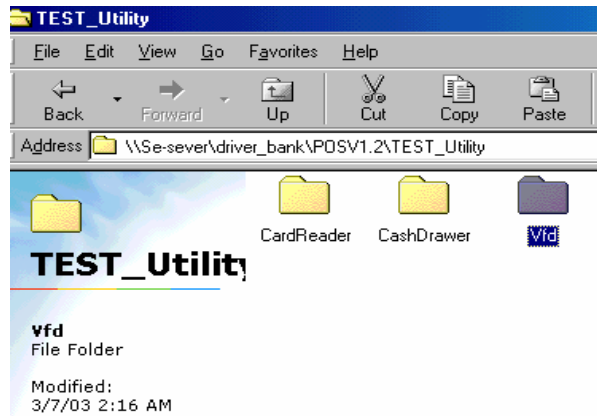 TEST_Utility
File Edit View Go Favorites Help
Back Forward Up Cut Copy Paste
Address \\Se-sever\driver_bank\POSV1.2\TEST_Utility
CardReader CashDrawer Vfd
TEST_Utility
Vfd
File Folder
Modified:
3/7/03 2:16 AM